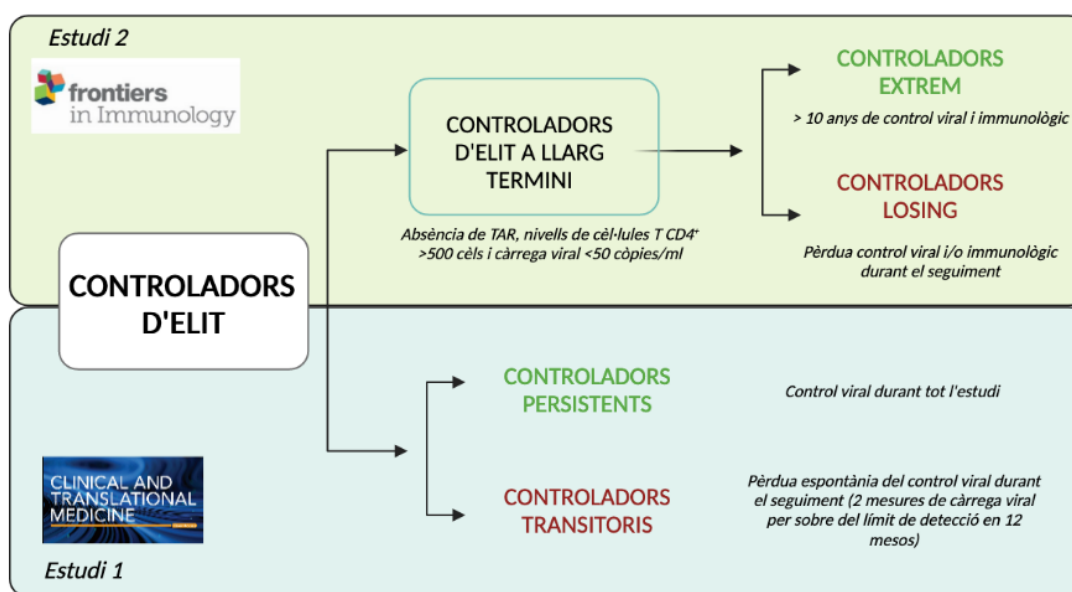 Estudi 2
frontiers
in Immunology
CONTROLADORS
D'ELIT A LLARG
TERMINI
Absència de TAR, nivells de cèl·lules T CD4⁺
>500 cèls i càrrega viral <50 còpies/ml
CONTROLADORS
EXTREM
> 10 anys de control viral i immunològic
CONTROLADORS
LOSING
Pèrdua control viral i/o immunològic
durant el seguiment
CONTROLADORS
D'ELIT
CONTROLADORS
PERSISTENTS
Control viral durant tot l'estudi
CONTROLADORS
TRANSITORIS
Pèrdua espontània del control viral durant
el seguiment (2 mesures de càrrega viral
per sobre del límit de detecció en 12
mesos)
CLINICAL AND
TRANSLATIONAL
MEDICINE
Estudi 1